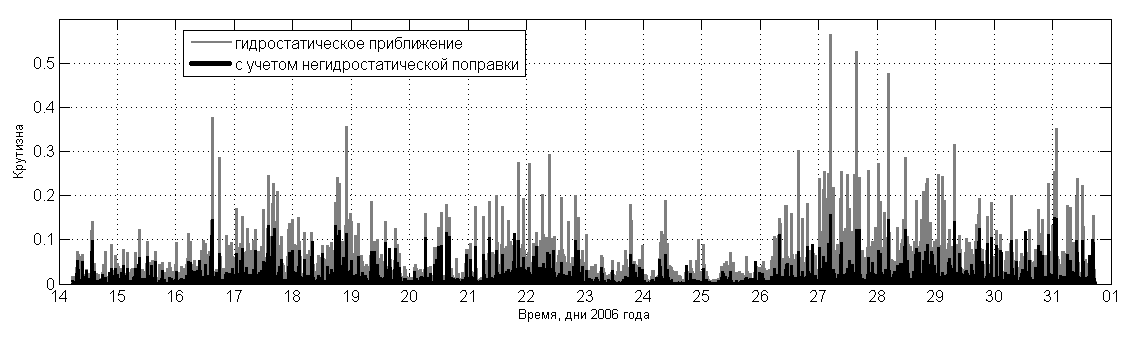 гидростатическое приближение
с учетом негидростатической поправки
Крутизна
0.5
0.4
0.3
0.2
0.1
0
14 15 16 17 18 19 20 21 22 23 24 25 26 27 28 29 30 31 01
Время, дни 2006 года